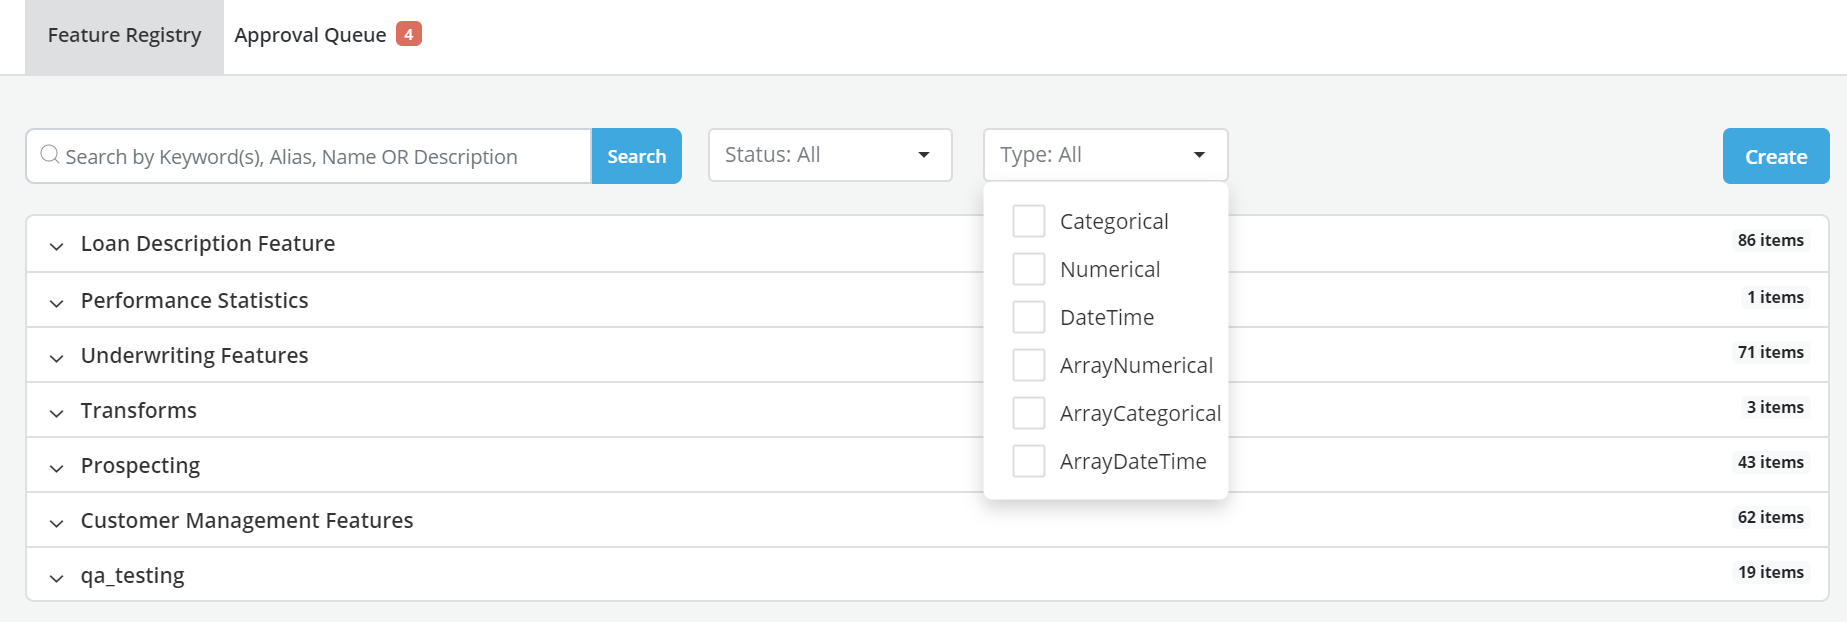 Feature Registry Approval Queue 4
Search by Keyword(s), Alias, Name OR Description Search Status: All Type: All Create
Categorical
Numerical
DateTime
ArrayNumerical
ArrayCategorical
ArrayDateTime
Loan Description Feature 86 items
Performance Statistics 1 items
Underwriting Features 71 items
Transforms 3 items
Prospecting 43 items
Customer Management Features 62 items
qa_testing 19 items